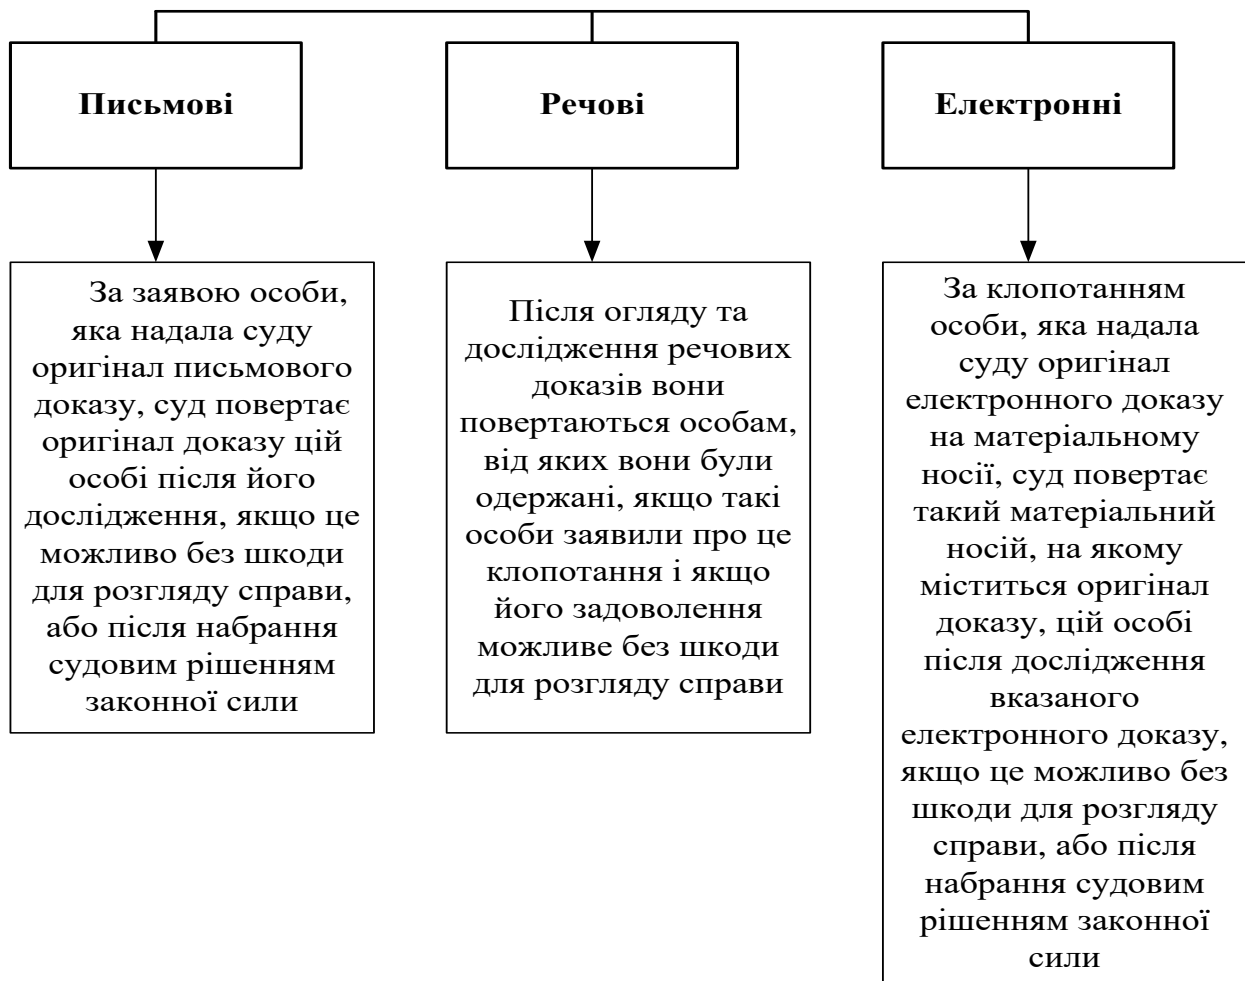 Письмові
Речові
Електронні
За заявою особи,
яка надала суду
оригінал письмового
доказу, суд повертає
оригінал доказу цій
особі після його
дослідження, якщо це
можливо без шкоди
для розгляду справи,
або після набрання
судовим рішенням
законної сили
Після огляду та
дослідження речових
доказів вони
повертаються особам,
від яких вони були
одержані, якщо такі
особи заявили про це
клопотання і якщо
його задоволення
можливе без шкоди
для розгляду справи
За клопотанням
особи, яка надала
суду оригінал
електронного доказу
на матеріальному
носії, суд повертає
такий матеріальний
носій, на якому
міститься оригінал
доказу, цій особі
після дослідження
вказаного
електронного доказу,
якщо це можливо без
шкоди для розгляду
справи, або після
набрання судовим
рішенням законної
сили